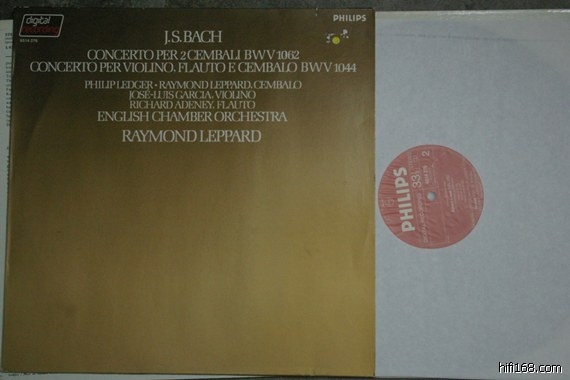 digital
recording
PHILIPS
J.S.BACH
CONCERTO PER 2 CEMBALI BWV 1062
CONCERTO PER VIOLINO, FLAUTO E CEMBALO BWV 1044
PHILIP LEDGER • RAYMOND LEPPARD, CEMBALO
JOSÉ-LUIS GARCIA, VIOLINO
RICHARD ADENEY, FLAUTO
ENGLISH CHAMBER ORCHESTRA
RAYMOND LEPPARD
PHILIPS
33⅓
2
hifi168.com